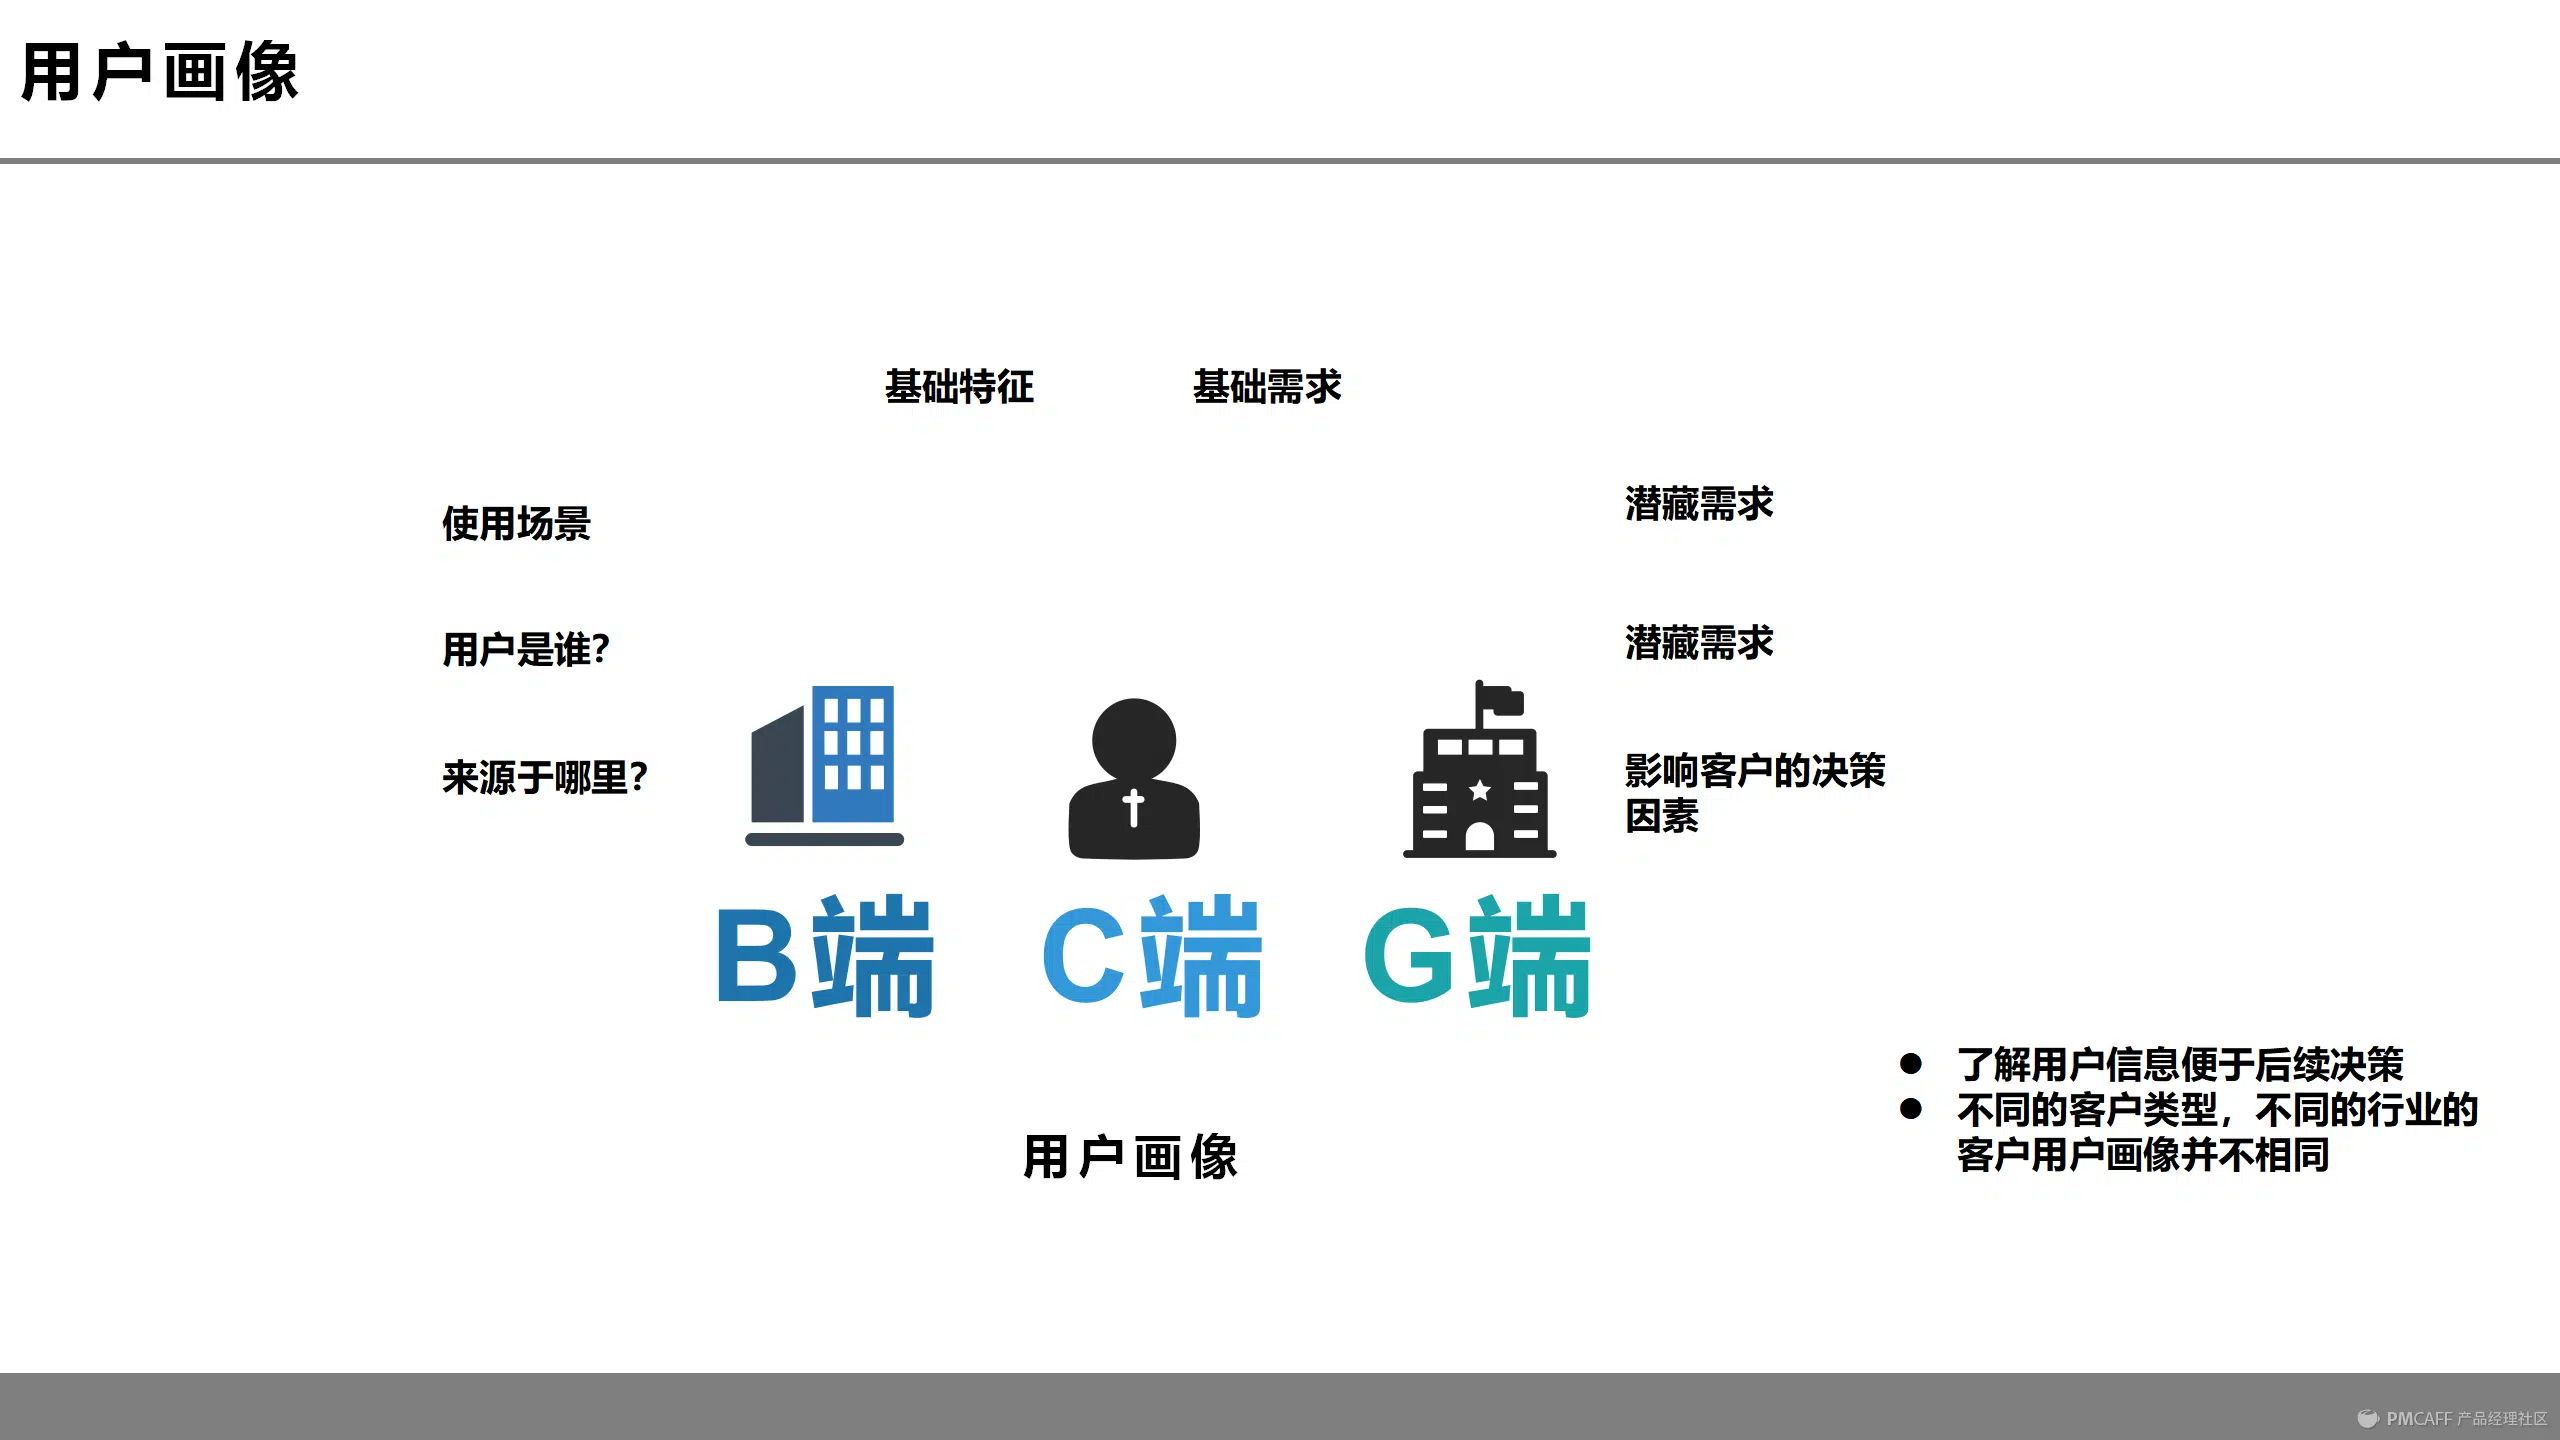 用户画像
基础特征
基础需求
使用场景
用户是谁?
来源于哪里?
潜藏需求
潜藏需求
影响客户的决策
因素
B端
C端
G端
用户画像
● 了解用户信息便于后续决策
● 不同的客户类型，不同的行业的
客户用户画像并不相同
PMCAFF 产品经理社区